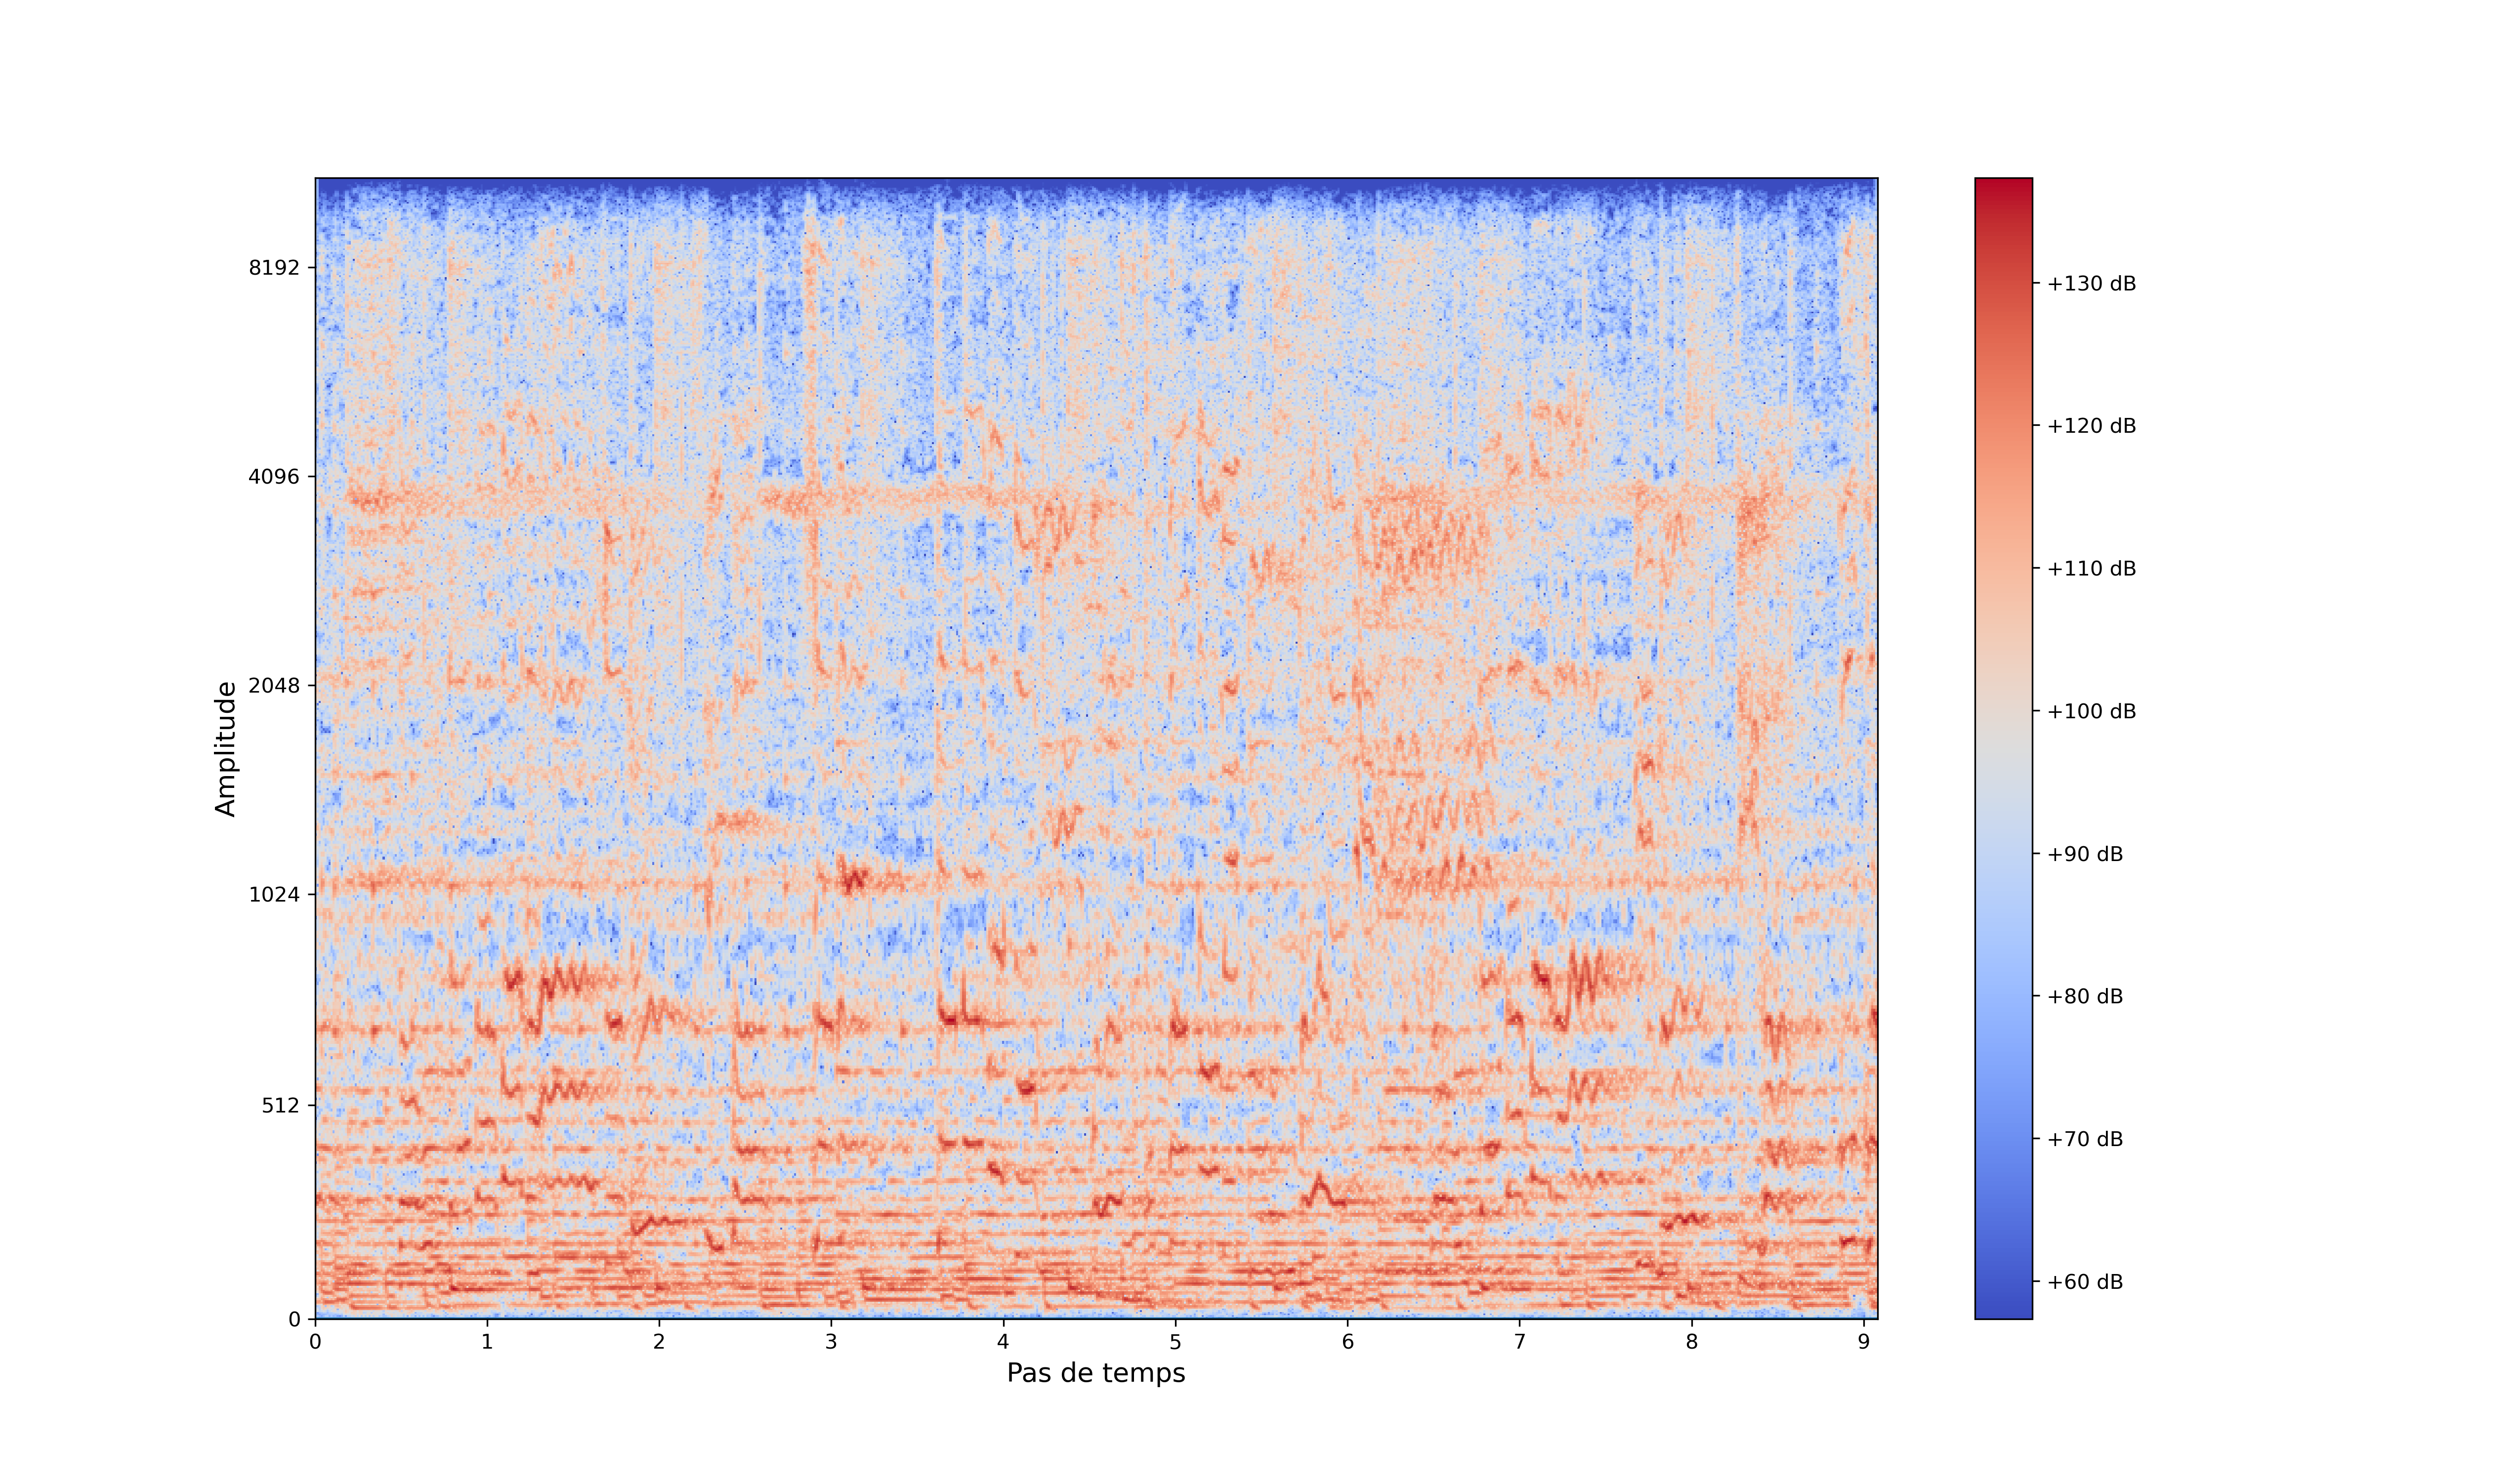 8192
4096
2048
1024
512
0
Amplitude
0 1 2 3 4 5 6 7 8 9
Pas de temps
+130 dB
+120 dB
+110 dB
+100 dB
+90 dB
+80 dB
+70 dB
+60 dB